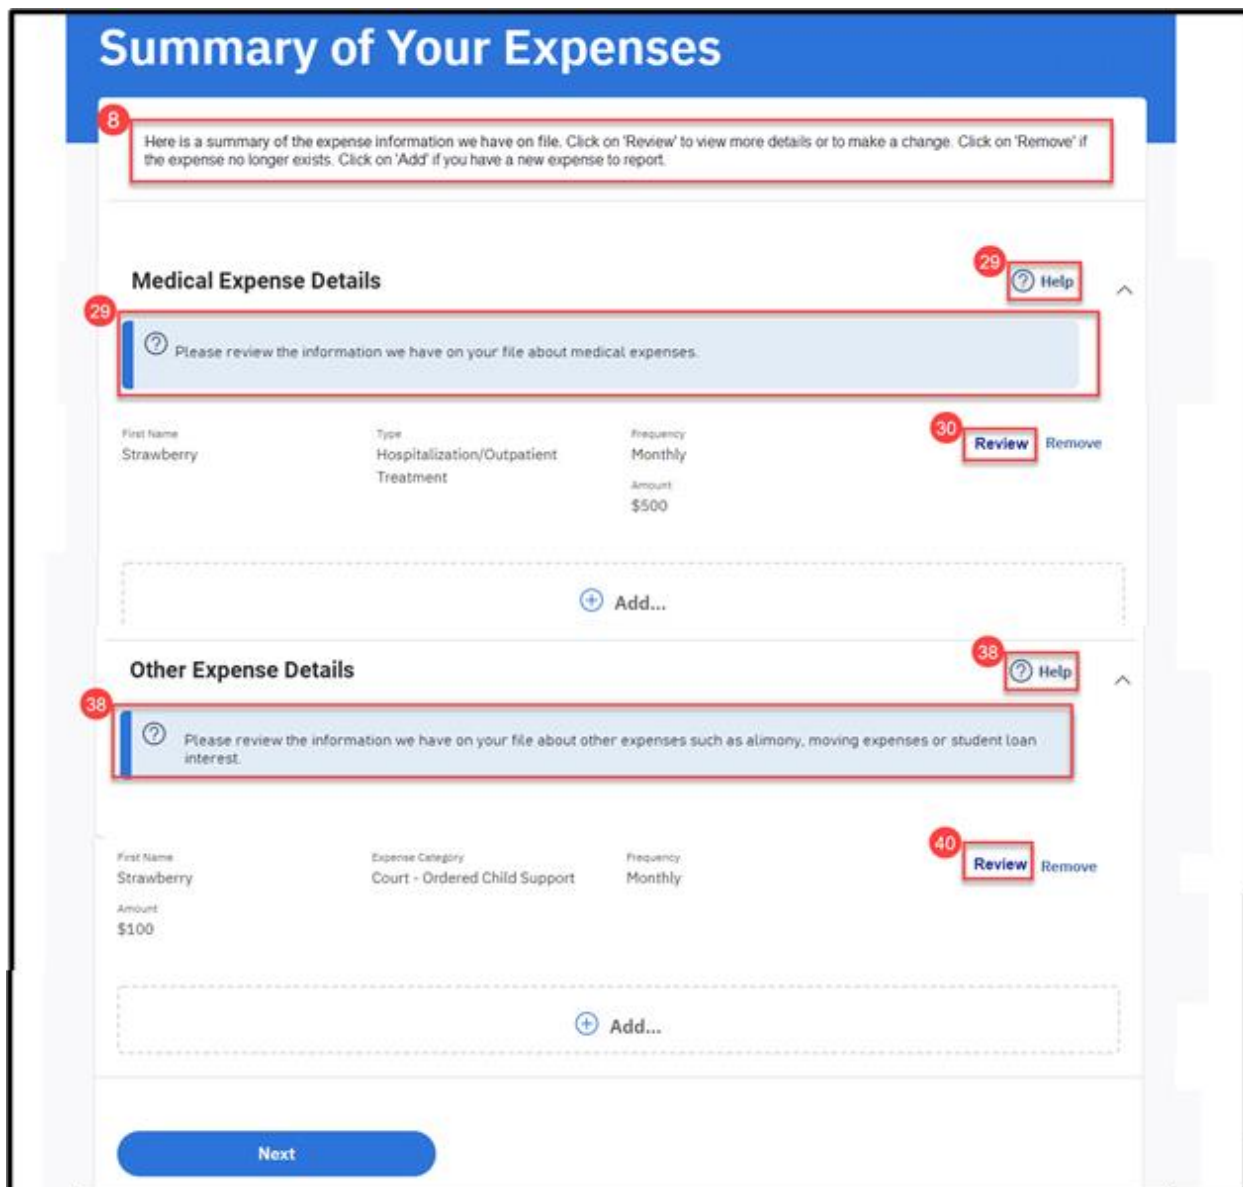 Summary of Your Expenses
8
Here is a summary of the expense information we have on file. Click on 'Review' to view more details or to make a change. Click on 'Remove' if
the expense no longer exists. Click on 'Add' if you have a new expense to report.
Medical Expense Details
29
Help
29
Please review the information we have on your file about medical expenses.
First Name
Strawberry
Type
Hospitalization/Outpatient
Treatment
Frequency
Monthly
Amount
$500
30
Review
Remove
Add...
Other Expense Details
38
Help
38
Please review the information we have on your file about other expenses such as alimony, moving expenses or student loan
interest.
First Name
Strawberry
Expense Category
Court - Ordered Child Support
Frequency
Monthly
40
Review
Remove
Amount
$100
Add...
Next